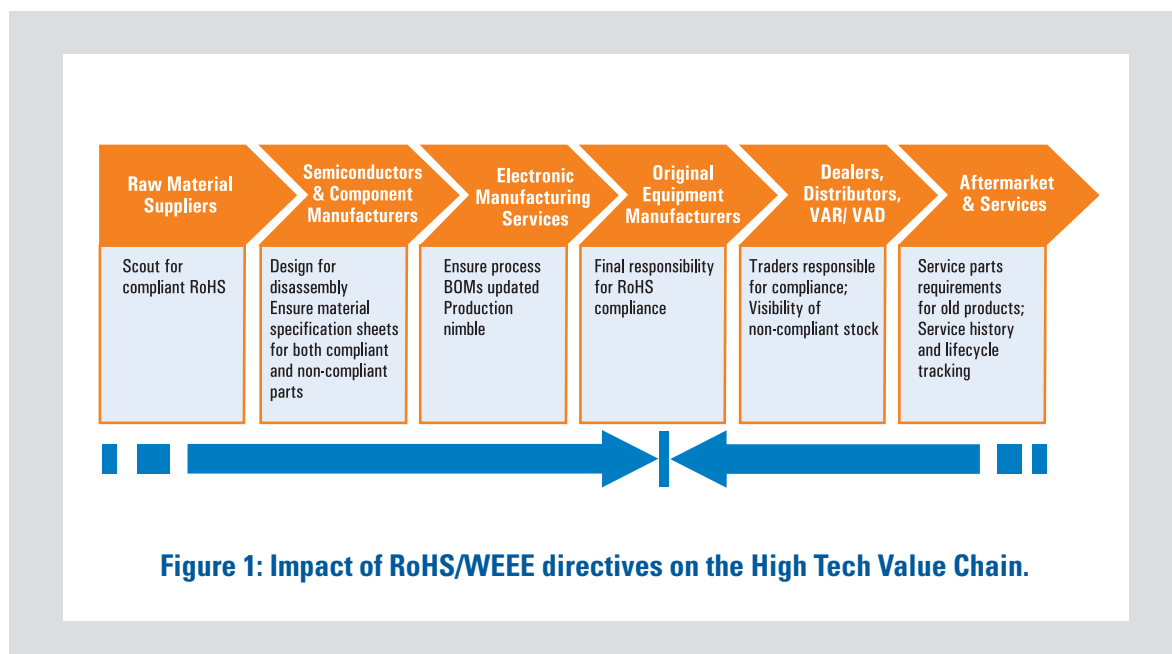 Raw Material
Suppliers
Semiconductors
& Component
Manufacturers
Electronic
Manufacturing
Services
Original
Equipment
Manufacturers
Dealers,
Distributors,
VAR/ VAD
Aftermarket
& Services
Scout for
compliant RoHS
Design for
disassembly
Ensure material
specification sheets
for both compliant
and non-compliant
parts
Ensure process
BOMs updated
Production
nimble
Final responsibility
for RoHS
compliance
Traders responsible
for compliance;
Visibility of
non-compliant stock
Service parts
requirements
for old products;
Service history
and lifecycle
tracking
Figure 1: Impact of RoHS/WEEE directives on the High Tech Value Chain.